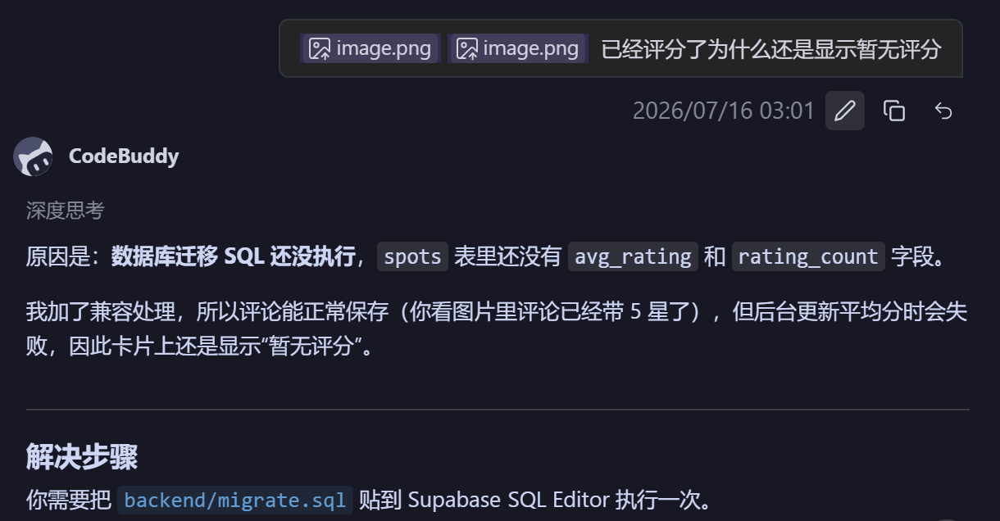 image.png image.png 已经评分了为什么还是显示暂无评分
2026/07/16 03:01
CodeBuddy
深度思考
原因是：数据库迁移 SQL 还没执行，spots 表里还没有 avg_rating 和 rating_count 字段。
我加了兼容处理，所以评论能正常保存（你看图片里评论已经带 5 星了），但后台更新平均分时会失
败，因此卡片上还是显示“暂无评分”。
解决步骤
你需要把 backend/migrate.sql 贴到 Supabase SQL Editor 执行一次。